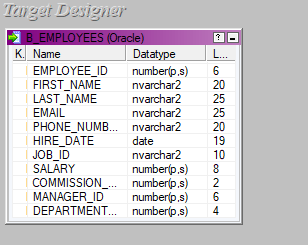 Target Designer
B_EMPLOYEES (Oracle)
K. Name Datatype L...
EMPLOYEE_ID number(p,s) 6
FIRST_NAME nvarchar2 20
LAST_NAME nvarchar2 25
EMAIL nvarchar2 25
PHONE_NUMB... nvarchar2 20
HIRE_DATE date 19
JOB_ID nvarchar2 10
SALARY number(p,s) 8
COMMISSION_... number(p,s) 2
MANAGER_ID number(p,s) 6
DEPARTMENT... number(p,s) 4